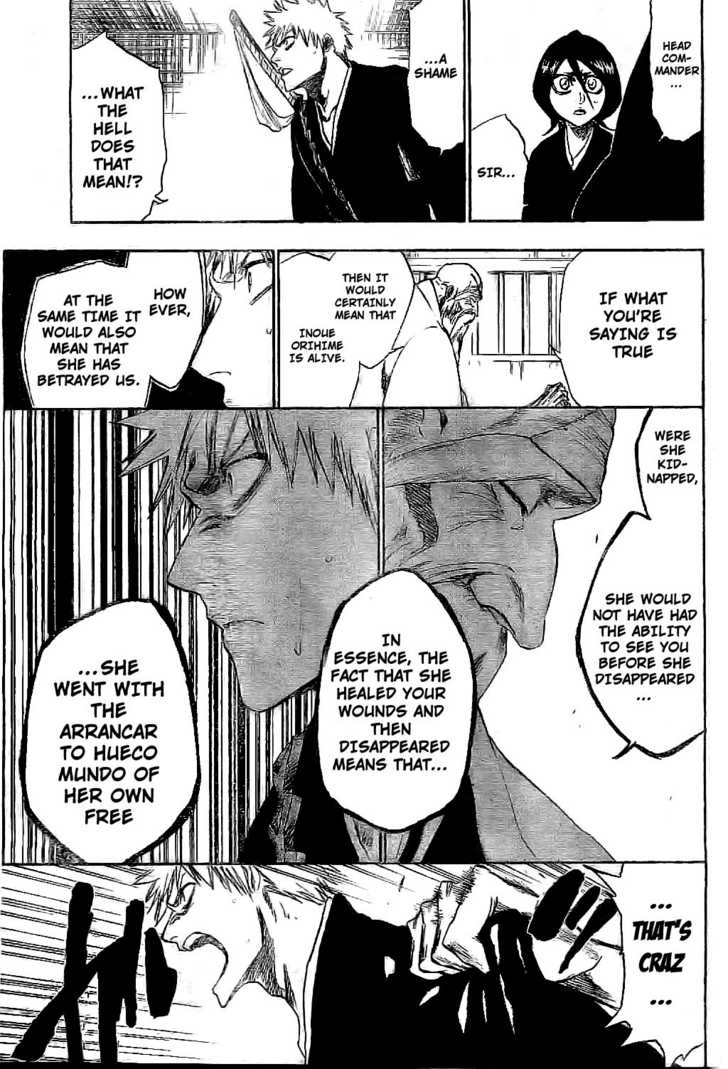 HEAD
COM-
MANDER
...
SIR...
...A
SHAME
...WHAT
THE
HELL
DOES
THAT
MEAN!?
IF WHAT
YOU'RE
SAYING IS
TRUE
THEN IT
WOULD
CERTAINLY
MEAN THAT
INOUE
ORIHIME
IS ALIVE.
HOW
EVER,
AT THE
SAME TIME IT
WOULD ALSO
MEAN THAT
SHE HAS
BETRAYED US.
WERE
SHE
KID-
NAPPED,
SHE WOULD
NOT HAVE HAD
THE ABILITY
TO SEE YOU
BEFORE SHE
DISAPPEARED
...
IN
ESSENCE, THE
FACT THAT SHE
HEALED YOUR
WOUNDS AND
THEN
DISAPPEARED
MEANS THAT...
...SHE
WENT WITH
THE
ARRANCAR
TO HUECO
MUNDO OF
HER OWN
FREE
...
THAT'S
CRAZ
...